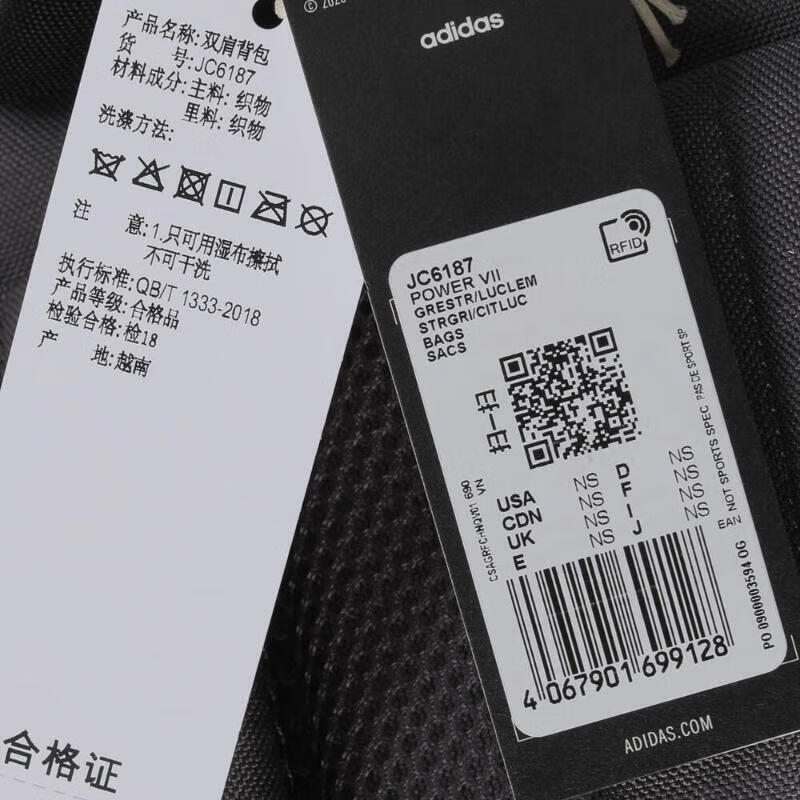 产品名称:双肩背包
货 号:JC6187
材料成分:主料:织物
里料:织物
洗涤方法:
注 意:1.只可用湿布擦拭
不可干洗
执行标准:QB/T 1333-2018
产品等级:合格品
检验合格:检18
产 地:越南
合格证
adidas
RFID
JC6187
POWER VII
GRESTR/LUCLEM
STRGRI/CITLUC
BAGS
SACS
扫一扫
USA NS D NS
CDN NS F NS
UK NS I NS
E NS J NS
EAN NOT SPORTS SPEC PAS DE SPORT SP
PO 0900003594 OG
4 067901 699128
ADIDAS.COM